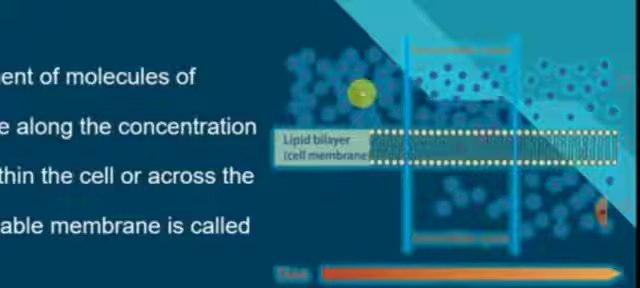 ent of molecules of
e along the concentration
thin the cell or across the
able membrane is called
Lipid bilayer
(cell membrane)
Time